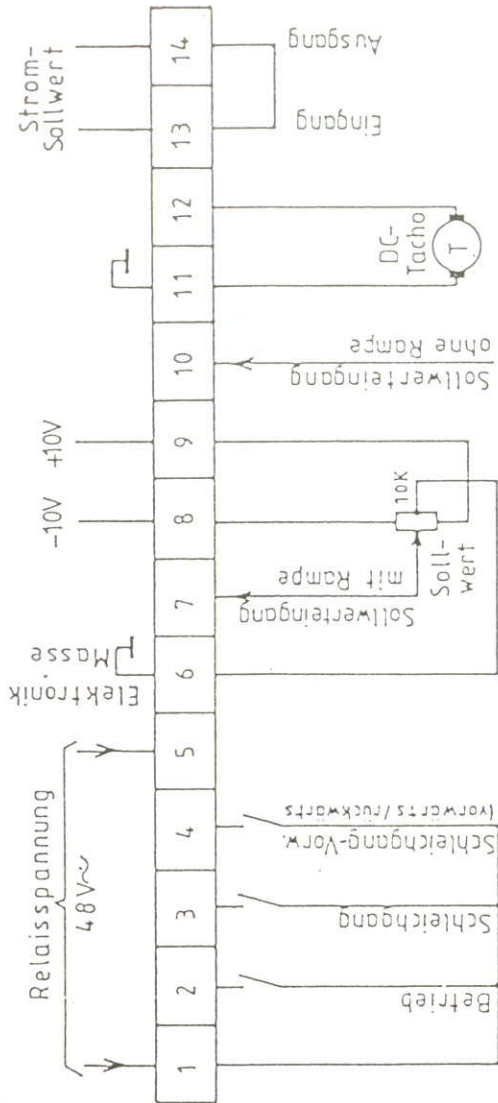 Relaisspannung
48V~
Elektronik
Masse
-10V
+10V
Strom-
Sollwert
1
2
3
4
5
6
7
8
9
10
11
12
13
14
Betrieb
Schleichgang
Schleichgang-Vorw.
(vorwärts/rückwärts
Sollwerteingang
mit Rampe
Soll-
wert
10K
Sollwerteingang
ohne Rampe
DC-
Tacho
T
Eingang
Ausgang